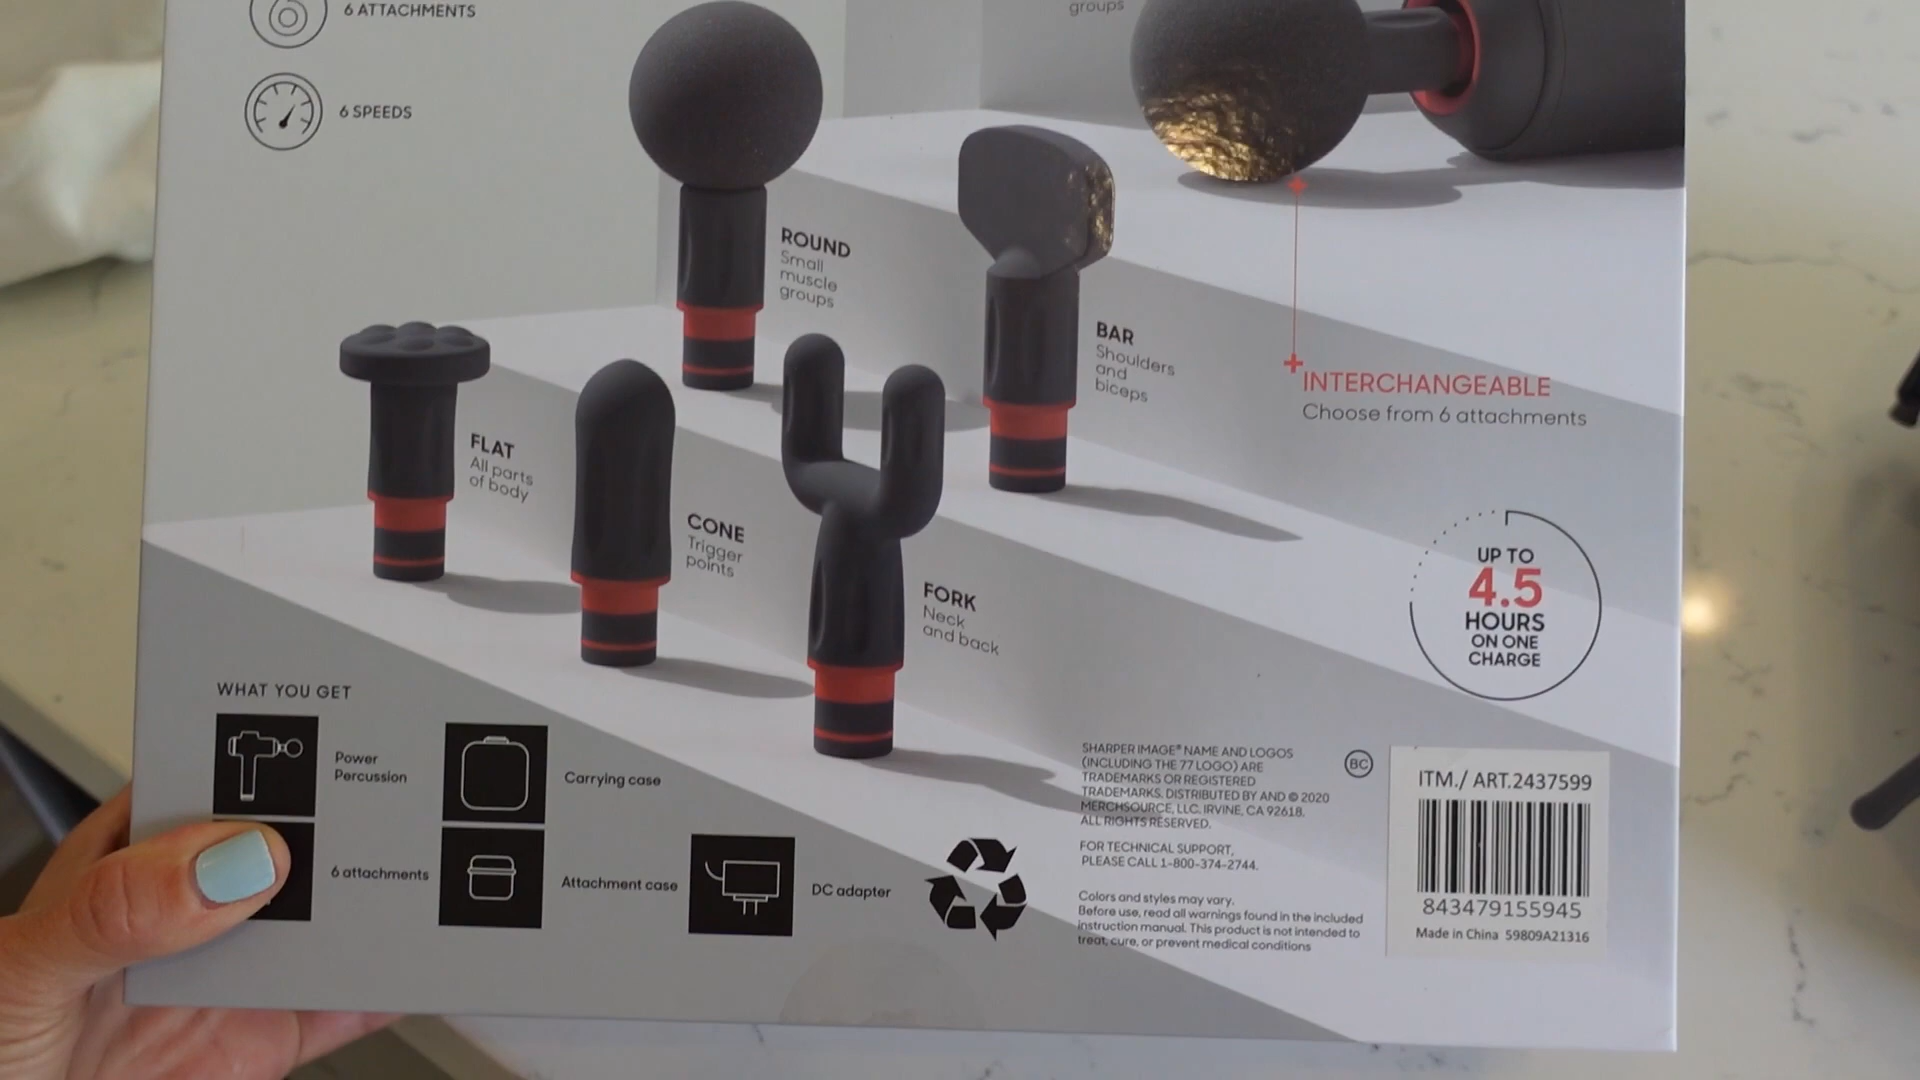 6 ATTACHMENTS
6 SPEEDS
groups
ROUND
Small
muscle
groups
BAR
Shoulders
and
biceps
INTERCHANGEABLE
Choose from 6 attachments
FLAT
All parts
of body
CONE
Trigger
points
FORK
Neck
and back
UP TO
4.5
HOURS
ON ONE
CHARGE
WHAT YOU GET
Power
Percussion
Carrying case
6 attachments
Attachment case
DC adapter
SHARPER IMAGE® NAME AND LOGOS
(INCLUDING THE 77 LOGO) ARE
TRADEMARKS OR REGISTERED
TRADEMARKS. DISTRIBUTED BY AND © 2020
MERCHSOURCE, LLC. IRVINE, CA 92618.
ALL RIGHTS RESERVED.
FOR TECHNICAL SUPPORT,
PLEASE CALL 1-800-374-2744.
Colors and styles may vary.
Before use, read all warnings found in the included
instruction manual. This product is not intended to
treat, cure, or prevent medical conditions
BC
ITM./ ART.2437599
843479155945
Made in China 59809A21316